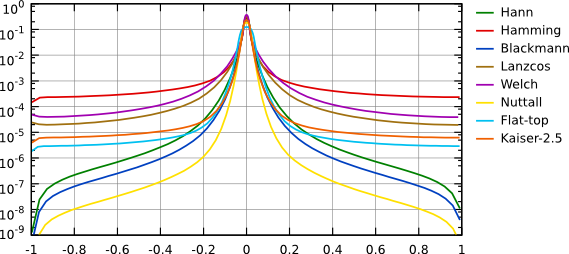 10^0
10^-1
10^-2
10^-3
10^-4
10^-5
10^-6
10^-7
10^-8
10^-9
-1 -0.8 -0.6 -0.4 -0.2 0 0.2 0.4 0.6 0.8 1
Hann
Hamming
Blackmann
Lanzcos
Welch
Nuttall
Flat-top
Kaiser-2.5